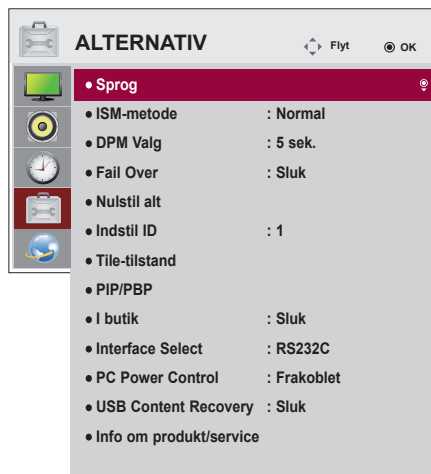 ALTERNATIV Flyt OK
• Sprog
• ISM-metode : Normal
• DPM Valg : 5 sek.
• Fail Over : Sluk
• Nulstil alt
• Indstil ID : 1
• Tile-tilstand
• PIP/PBP
• I butik : Sluk
• Interface Select : RS232C
• PC Power Control : Frakoblet
• USB Content Recovery : Sluk
• Info om produkt/service